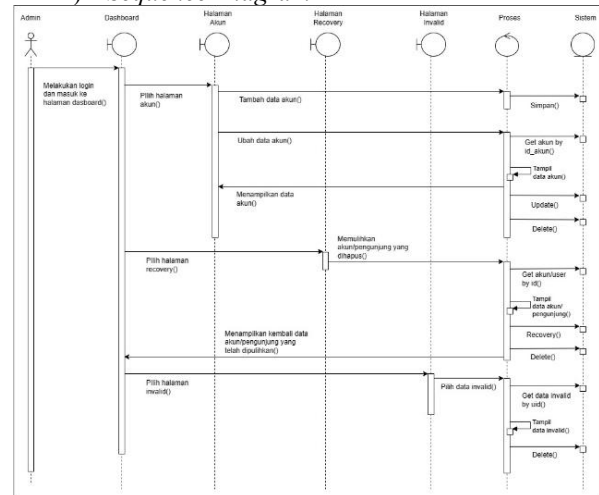 Admin
Dashboard
Halaman
Akun
Halaman
Recovery
Halaman
Invalid
Proses
Sistem
Melakukan login
dan masuk ke
halaman dasboard()
Pilih halaman
akun()
Tambah data akun()
Simpan()
Ubah data akun()
Get akun by
id_akun()
Tampil
data akun()
Menampilkan data
akun()
Update()
Delete()
Memulihkan
akun/pengunjung yang
dihapus()
Pilih halaman
recovery()
Get akun/user
by id()
Tampil
data akun/
pengunjung()
Menampilkan kembali data
akun/pengunjung yang
telah dipulihkan()
Recovery()
Delete()
Pilih halaman
invalid()
Pilih data invalid()
Get data invalid
by uid()
Tampil
data invalid()
Delete()